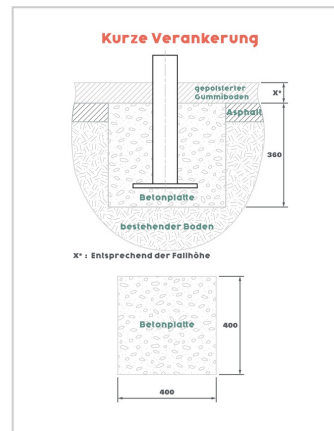 Kurze Verankerung
gepolsterter
Gummiboden
X*
Asphalt
360
Betonplatte
bestehender Boden
X* : Entsprechend der Fallhöhe
Betonplatte
400
400